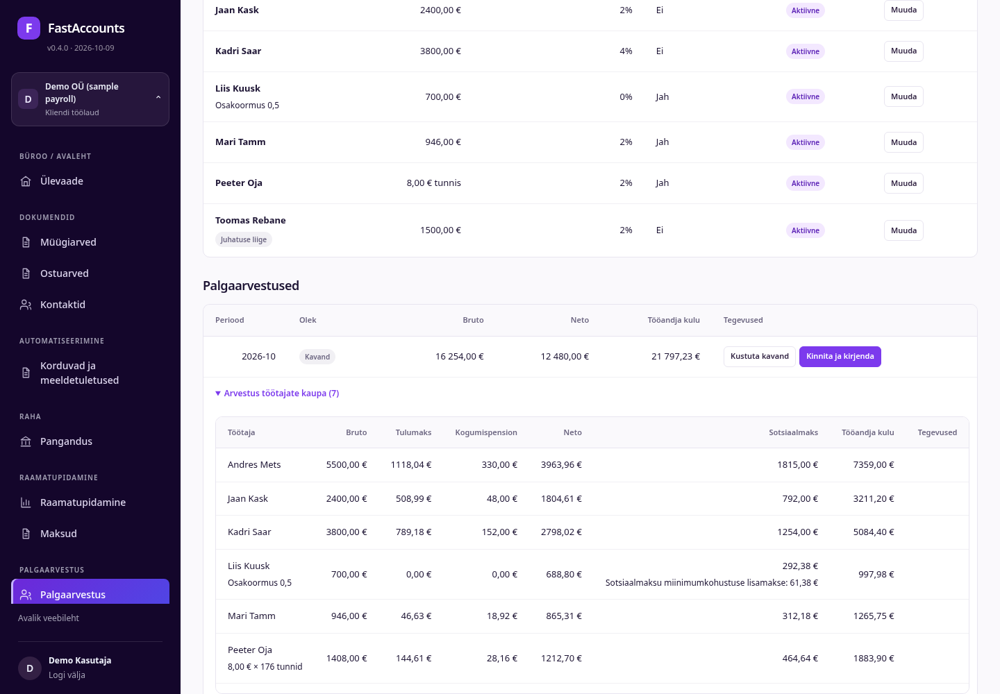 F FastAccounts
v0.4.0 · 2026-10-09
D
Demo OÜ (sample
payroll)
Kliendi töölaud
BÜROO / AVALEHT
Ülevaade
DOKUMENDID
Müügiarved
Ostuarved
Kontaktid
AUTOMATISEERIMINE
Korduvad ja
meeldetuletused
RAHA
Pangandus
RAAMATUPIDAMINE
Raamatupidamine
Maksud
PALGAARVESTUS
Palgaarvestus
Avalik veebileht
D
Demo Kasutaja
Logi välja
Jaan Kask 2400,00 € 2% Ei Aktiivne Muuda
Kadri Saar 3800,00 € 4% Ei Aktiivne Muuda
Liis Kuusk
Osakoormus 0,5
700,00 € 0% Jah Aktiivne Muuda
Mari Tamm 946,00 € 2% Jah Aktiivne Muuda
Peeter Oja 8,00 € tunnis 2% Jah Aktiivne Muuda
Toomas Rebane
Juhatuse liige
1500,00 € 2% Ei Aktiivne Muuda
Palgaarvestused
Periood Olek Bruto Neto Tööandja kulu Tegevused
2026-10 Kavand 16 254,00 € 12 480,00 € 21 797,23 € Kustuta kavand Kinnita ja kirjenda
▼ Arvestus töötajate kaupa (7)
Töötaja Bruto Tulumaks Kogumispension Neto Sotsiaalmaks Tööandja kulu Tegevused
Andres Mets 5500,00 € 1118,04 € 330,00 € 3963,96 € 1815,00 € 7359,00 €
Jaan Kask 2400,00 € 508,99 € 48,00 € 1804,61 € 792,00 € 3211,20 €
Kadri Saar 3800,00 € 789,18 € 152,00 € 2798,02 € 1254,00 € 5084,40 €
Liis Kuusk
Osakoormus 0,5
700,00 € 0,00 € 0,00 € 688,80 €
292,38 €
Sotsiaalmaksu miinimumkohustuse lisamakse: 61,38 €
997,98 €
Mari Tamm 946,00 € 46,63 € 18,92 € 865,31 € 312,18 € 1265,75 €
Peeter Oja
8,00 € × 176 tunnid
1408,00 € 144,61 € 28,16 € 1212,70 € 464,64 € 1883,90 €